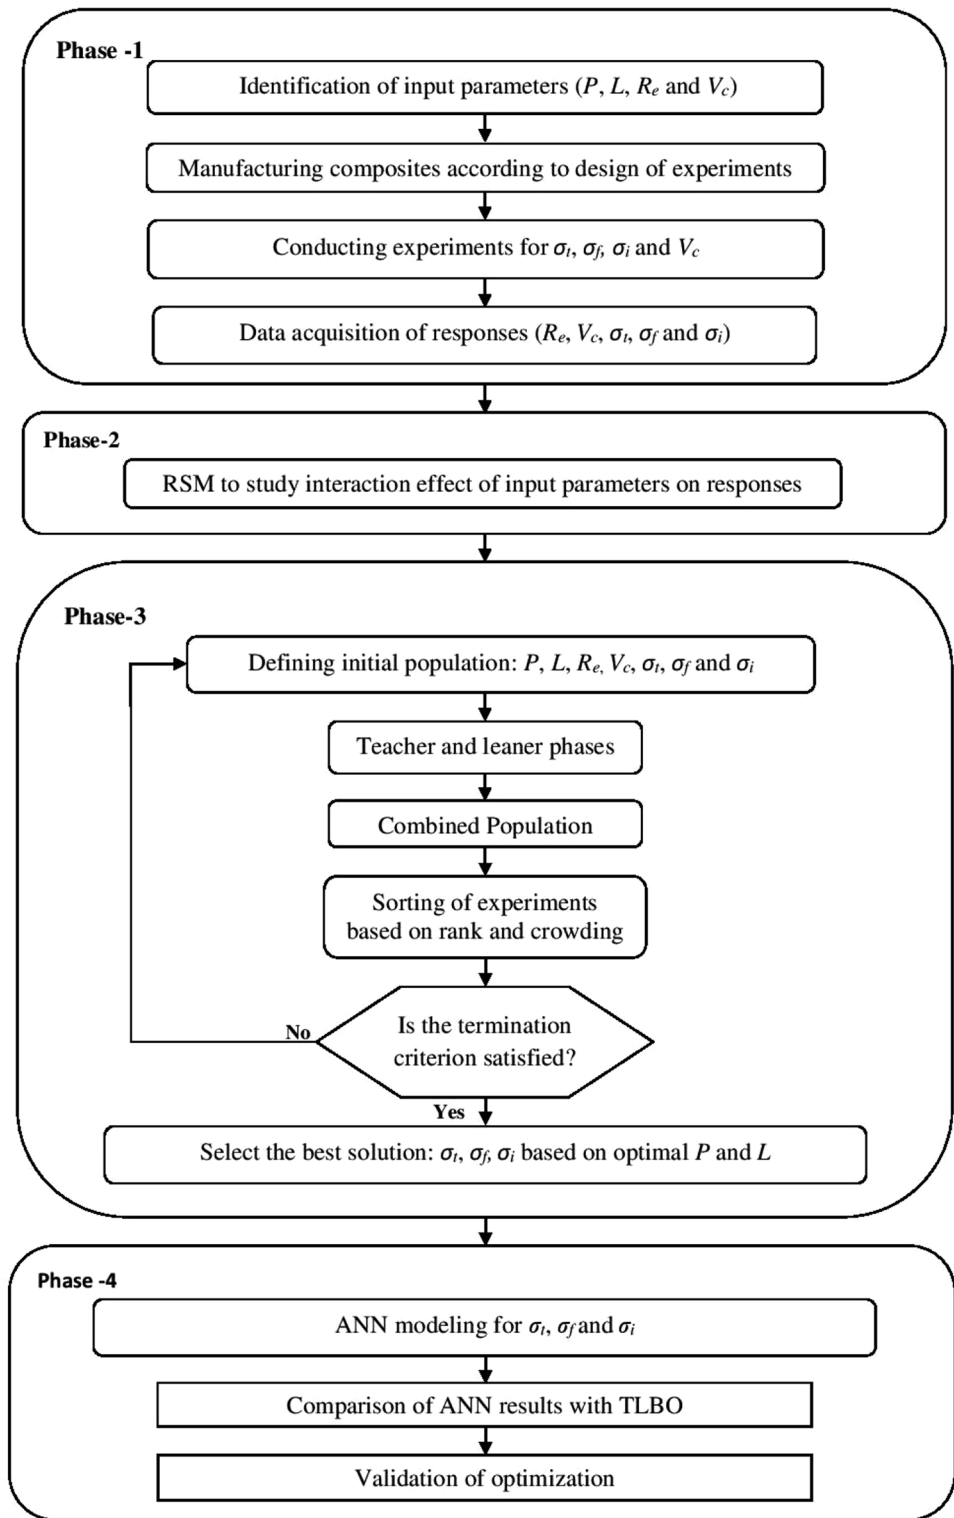 Phase -1
Identification of input parameters (P, L, Re and Vc)
Manufacturing composites according to design of experiments
Conducting experiments for σt, σf, σi and Vc
Data acquisition of responses (Re, Vc, σt, σf and σi)
Phase-2
RSM to study interaction effect of input parameters on responses
Phase-3
Defining initial population: P, L, Re, Vc, σt, σf and σi
Teacher and leaner phases
Combined Population
Sorting of experiments
based on rank and crowding
Is the termination
No
criterion satisfied?
Yes
Select the best solution: σt, σf, σi based on optimal P and L
Phase -4
ANN modeling for σt, σf and σi
Comparison of ANN results with TLBO
Validation of optimization